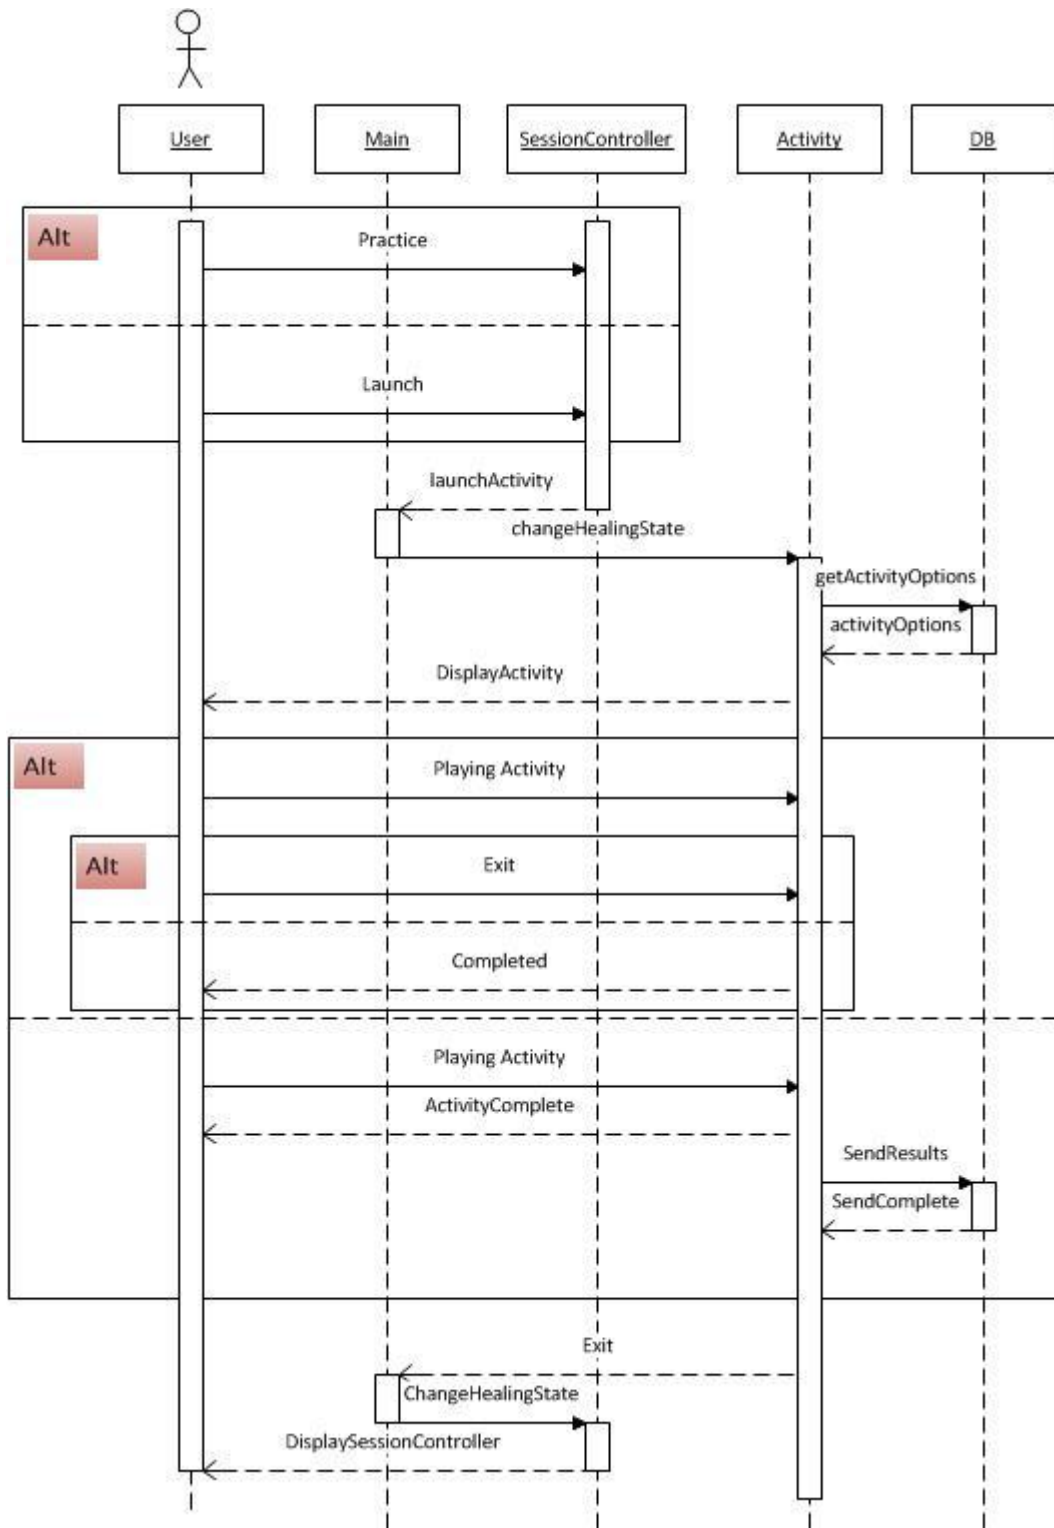 User
Main
SessionController
Activity
DB
Alt
Practice
Launch
launchActivity
changeHealingState
getActivityOptions
activityOptions
DisplayActivity
Alt
Playing Activity
Alt
Exit
Completed
Playing Activity
ActivityComplete
SendResults
SendComplete
Exit
ChangeHealingState
DisplaySessionController